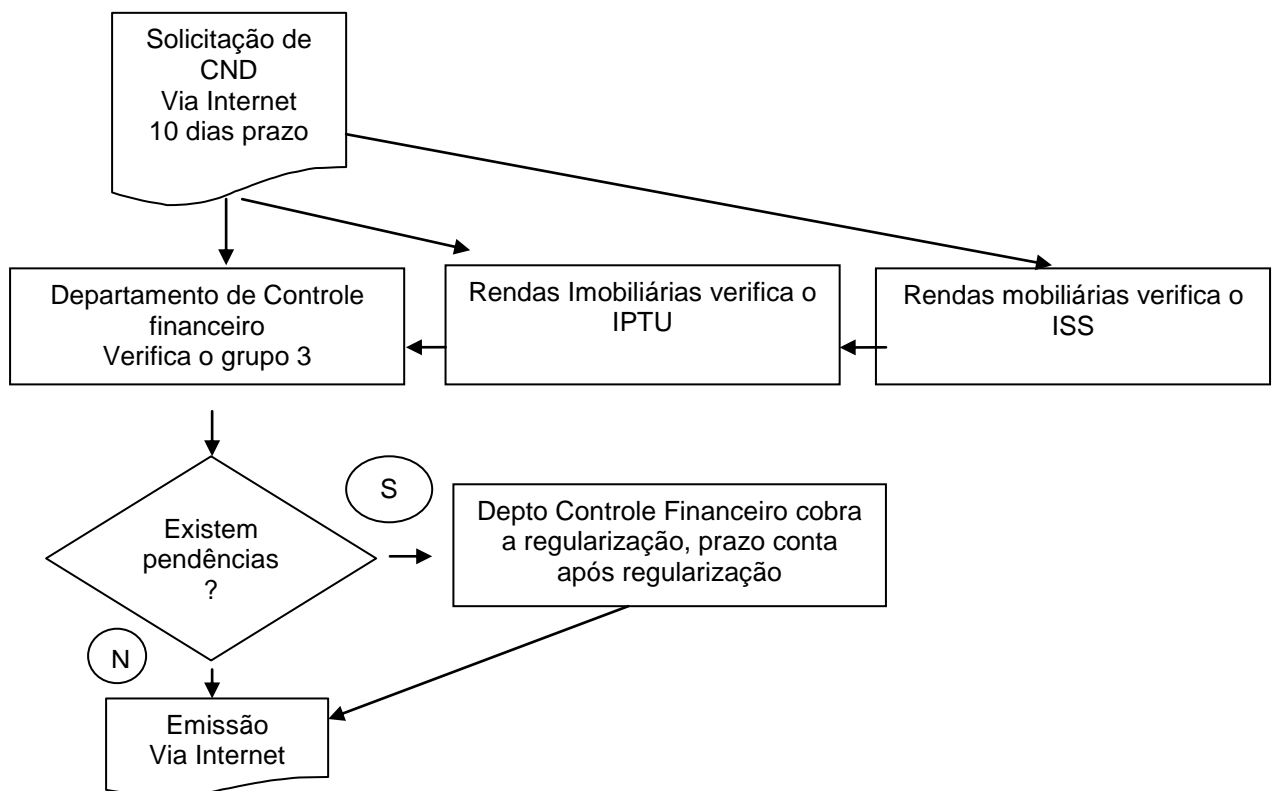 Solicitação de
CND
Via Internet
10 dias prazo
Departamento de Controle
financeiro
Verifica o grupo 3
Rendas Imobiliárias verifica o
IPTU
Rendas mobiliárias verifica o
ISS
Existem
pendências
?
S
Depto Controle Financeiro cobra
a regularização, prazo conta
após regularização
N
Emissão
Via Internet